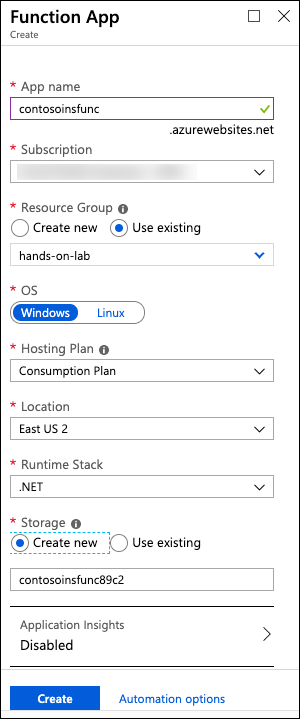 Function App
Create
* App name
contosoinsfunc
.azurewebsites.net
* Subscription
* Resource Group
Create new Use existing
hands-on-lab
* OS
Windows Linux
* Hosting Plan
Consumption Plan
* Location
East US 2
* Runtime Stack
.NET
* Storage
Create new Use existing
contosoinsfunc89c2
Application Insights
Disabled
Create Automation options